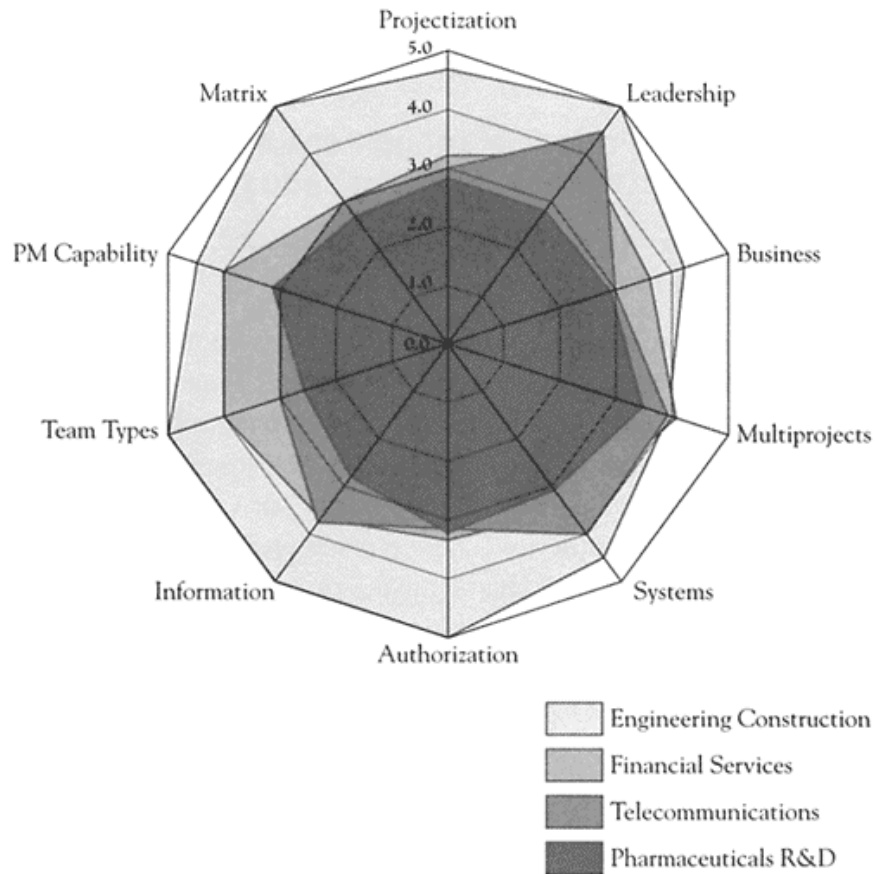 Projectization
5.0
Matrix
Leadership
4.0
3.0
PM Capability
2.0
Business
1.0
0.0
Team Types
Multiprojects
Information
Systems
Authorization
Engineering Construction
Financial Services
Telecommunications
Pharmaceuticals R&D